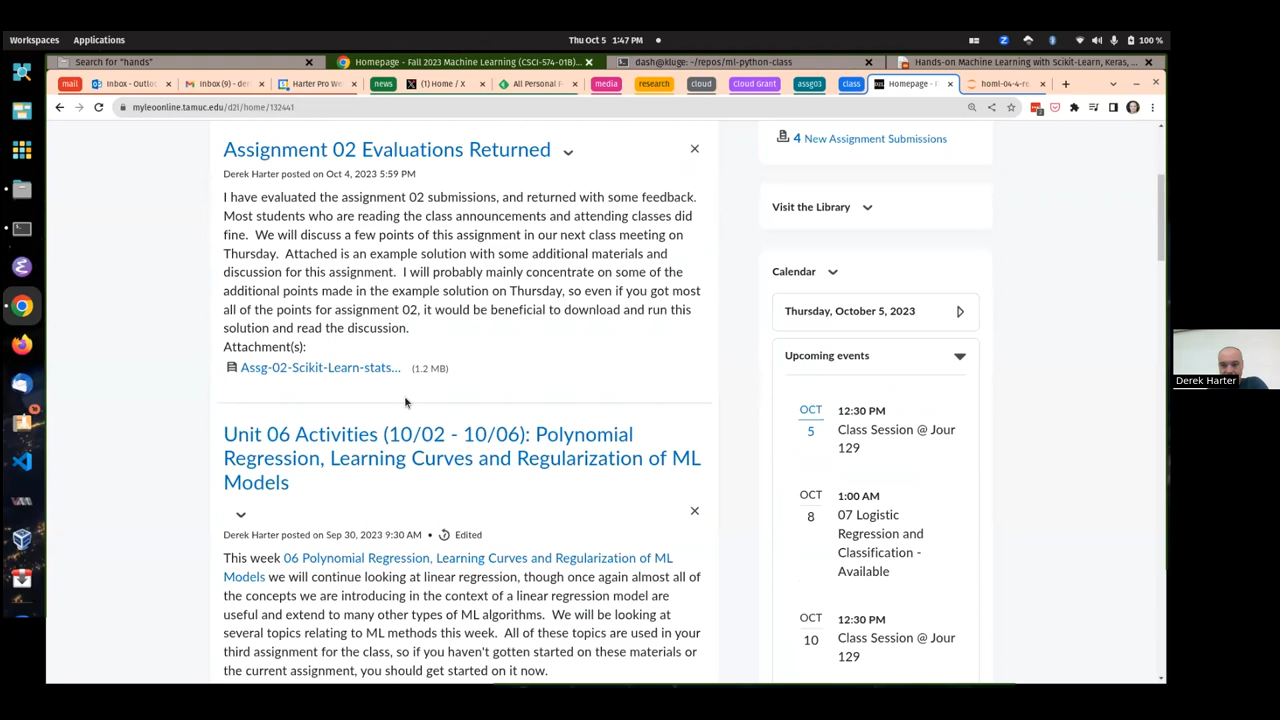 Workspaces Applications Thu Oct 5 1:47 PM 100 %
Search for "hands" Homepage - Fall 2023 Machine Learning (CSCI-574-01B)... dash@kluge: ~/repos/ml-python-class Hands-on Machine Learning with Scikit-Learn, Keras, ...
mail Inbox - Outloo Inbox (9) - der Harter Pro We news (1) Home / X All Personal F media research cloud Cloud Grant assg03 class Homepage - homl-04-4-re
myleoonline.tamuc.edu/d2l/home/132441
Assignment 02 Evaluations Returned
Derek Harter posted on Oct 4, 2023 5:59 PM
I have evaluated the assignment 02 submissions, and returned with some feedback.
Most students who are reading the class announcements and attending classes did
fine. We will discuss a few points of this assignment in our next class meeting on
Thursday. Attached is an example solution with some additional materials and
discussion for this assignment. I will probably mainly concentrate on some of the
additional points made in the example solution on Thursday, so even if you got most
all of the points for assignment 02, it would be beneficial to download and run this
solution and read the discussion.
Attachment(s):
Assg-02-Scikit-Learn-stats... (1.2 MB)
Unit 06 Activities (10/02 - 10/06): Polynomial
Regression, Learning Curves and Regularization of ML
Models
Derek Harter posted on Sep 30, 2023 9:30 AM • Edited
This week 06 Polynomial Regression, Learning Curves and Regularization of ML
Models we will continue looking at linear regression, though once again almost all of
the concepts we are introducing in the context of a linear regression model are
useful and extend to many other types of ML algorithms. We will be looking at
several topics relating to ML methods this week. All of these topics are used in your
third assignment for the class, so if you haven't gotten started on these materials or
the current assignment, you should get started on it now.
4 New Assignment Submissions
Visit the Library
Calendar
Thursday, October 5, 2023
Upcoming events
OCT 12:30 PM
5 Class Session @ Jour
129
OCT 1:00 AM
8 07 Logistic
Regression and
Classification -
Available
OCT 12:30 PM
10 Class Session @ Jour
129
Derek Harter